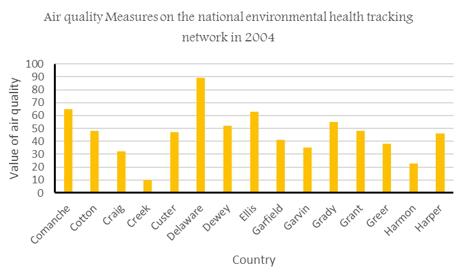 Air quality Measures on the national environmental health tracking
network in 2004
Value of air quality
100
90
80
70
60
50
40
30
20
10
0
Comanche
Cotton
Craig
Creek
Custer
Delaware
Dewey
Ellis
Garfield
Garvin
Grady
Grant
Greer
Harmon
Harper
Country